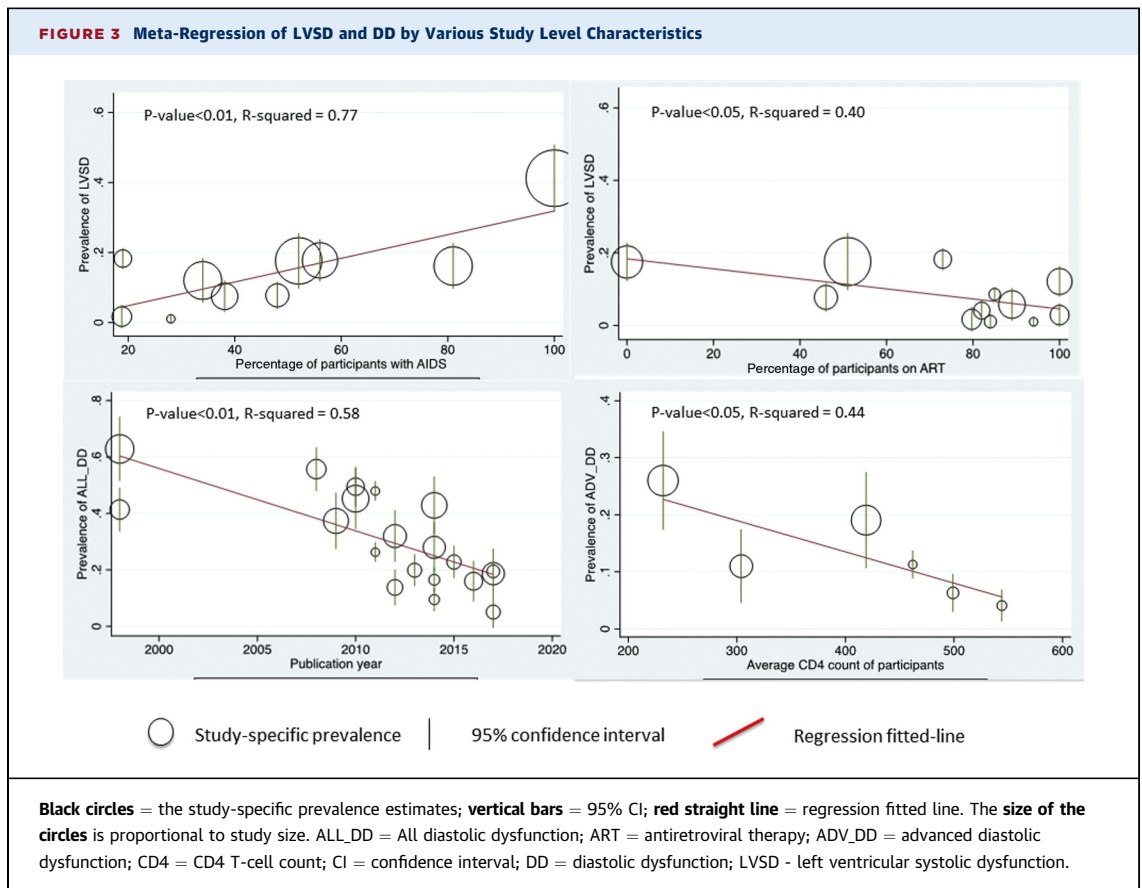 FIGURE 3 Meta-Regression of LVSD and DD by Various Study Level Characteristics
P-value<0.01, R-squared = 0.77
Prevalence of LVSD
.6
.4
.2
0
20 40 60 80 100
Percentage of participants with AIDS
P-value<0.05, R-squared = 0.40
Prevalence of LVSD
.6
.4
.2
0
0 20 40 60 80 100
Percentage of participants on ART
P-value<0.01, R-squared = 0.58
Prevalence of ALL_DD
.8
.6
.4
.2
0
2000 2005 2010 2015 2020
Publication year
P-value<0.05, R-squared = 0.44
Prevalence of ADV_DD
.4
.3
.2
.1
0
200 300 400 500 600
Average CD4 count of participants
Study-specific prevalence 95% confidence interval Regression fitted-line
Black circles = the study-specific prevalence estimates; vertical bars = 95% CI; red straight line = regression fitted line. The size of the
circles is proportional to study size. ALL_DD = All diastolic dysfunction; ART = antiretroviral therapy; ADV_DD = advanced diastolic
dysfunction; CD4 = CD4 T-cell count; CI = confidence interval; DD = diastolic dysfunction; LVSD - left ventricular systolic dysfunction.